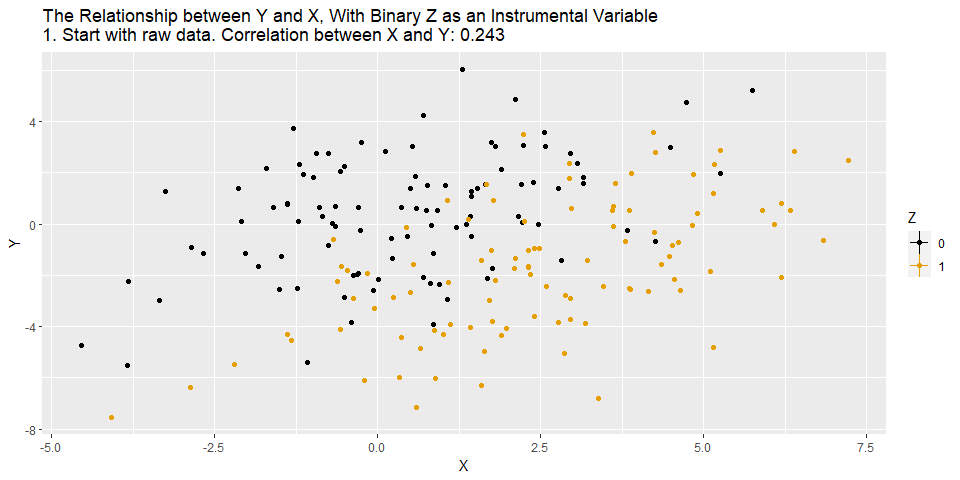 The Relationship between Y and X, With Binary Z as an Instrumental Variable
1. Start with raw data. Correlation between X and Y: 0.243
4
0
-4
-8
Y
-5.0 -2.5 0.0 2.5 5.0 7.5
X
Z
0
1